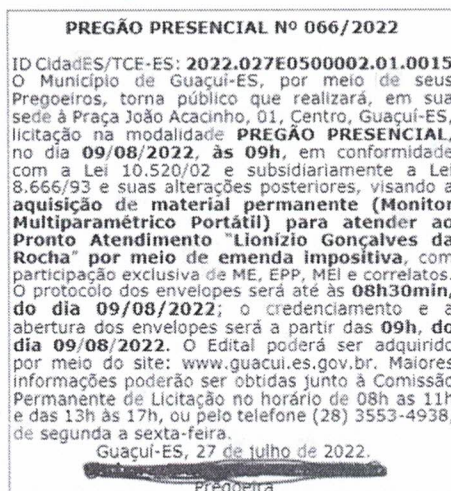 PREGÃO PRESENCIAL Nº 066/2022
ID CidadES/TCE-ES: 2022.027E0500002.01.0015
O Município de Guaçuí-ES, por meio de seus
Pregoeiros, torna público que realizará, em sua
sede à Praça João Acacinho, 01, Centro, Guaçuí-ES,
licitação na modalidade PREGÃO PRESENCIAL,
no dia 09/08/2022, às 09h, em conformidade
com a Lei 10.520/02 e subsidiariamente a Lei
8.666/93 e suas alterações posteriores, visando a
aquisição de material permanente (Monitor
Multiparamétrico Portátil) para atender ao
Pronto Atendimento "Lionízio Gonçalves da
Rocha" por meio de emenda impositiva, com
participação exclusiva de ME, EPP, MEI e correlatos.
O protocolo dos envelopes será até às 08h30min,
do dia 09/08/2022; o credenciamento e a
abertura dos envelopes será a partir das 09h, do
dia 09/08/2022. O Edital poderá ser adquirido
por meio do site: www.guacui.es.gov.br. Maiores
informações poderão ser obtidas junto à Comissão
Permanente de Licitação no horário de 08h as 11h
e das 13h às 17h, ou pelo telefone (28) 3553-4938,
de segunda a sexta-feira.
Guaçuí-ES, 27 de julho de 2022.
Pregoeira